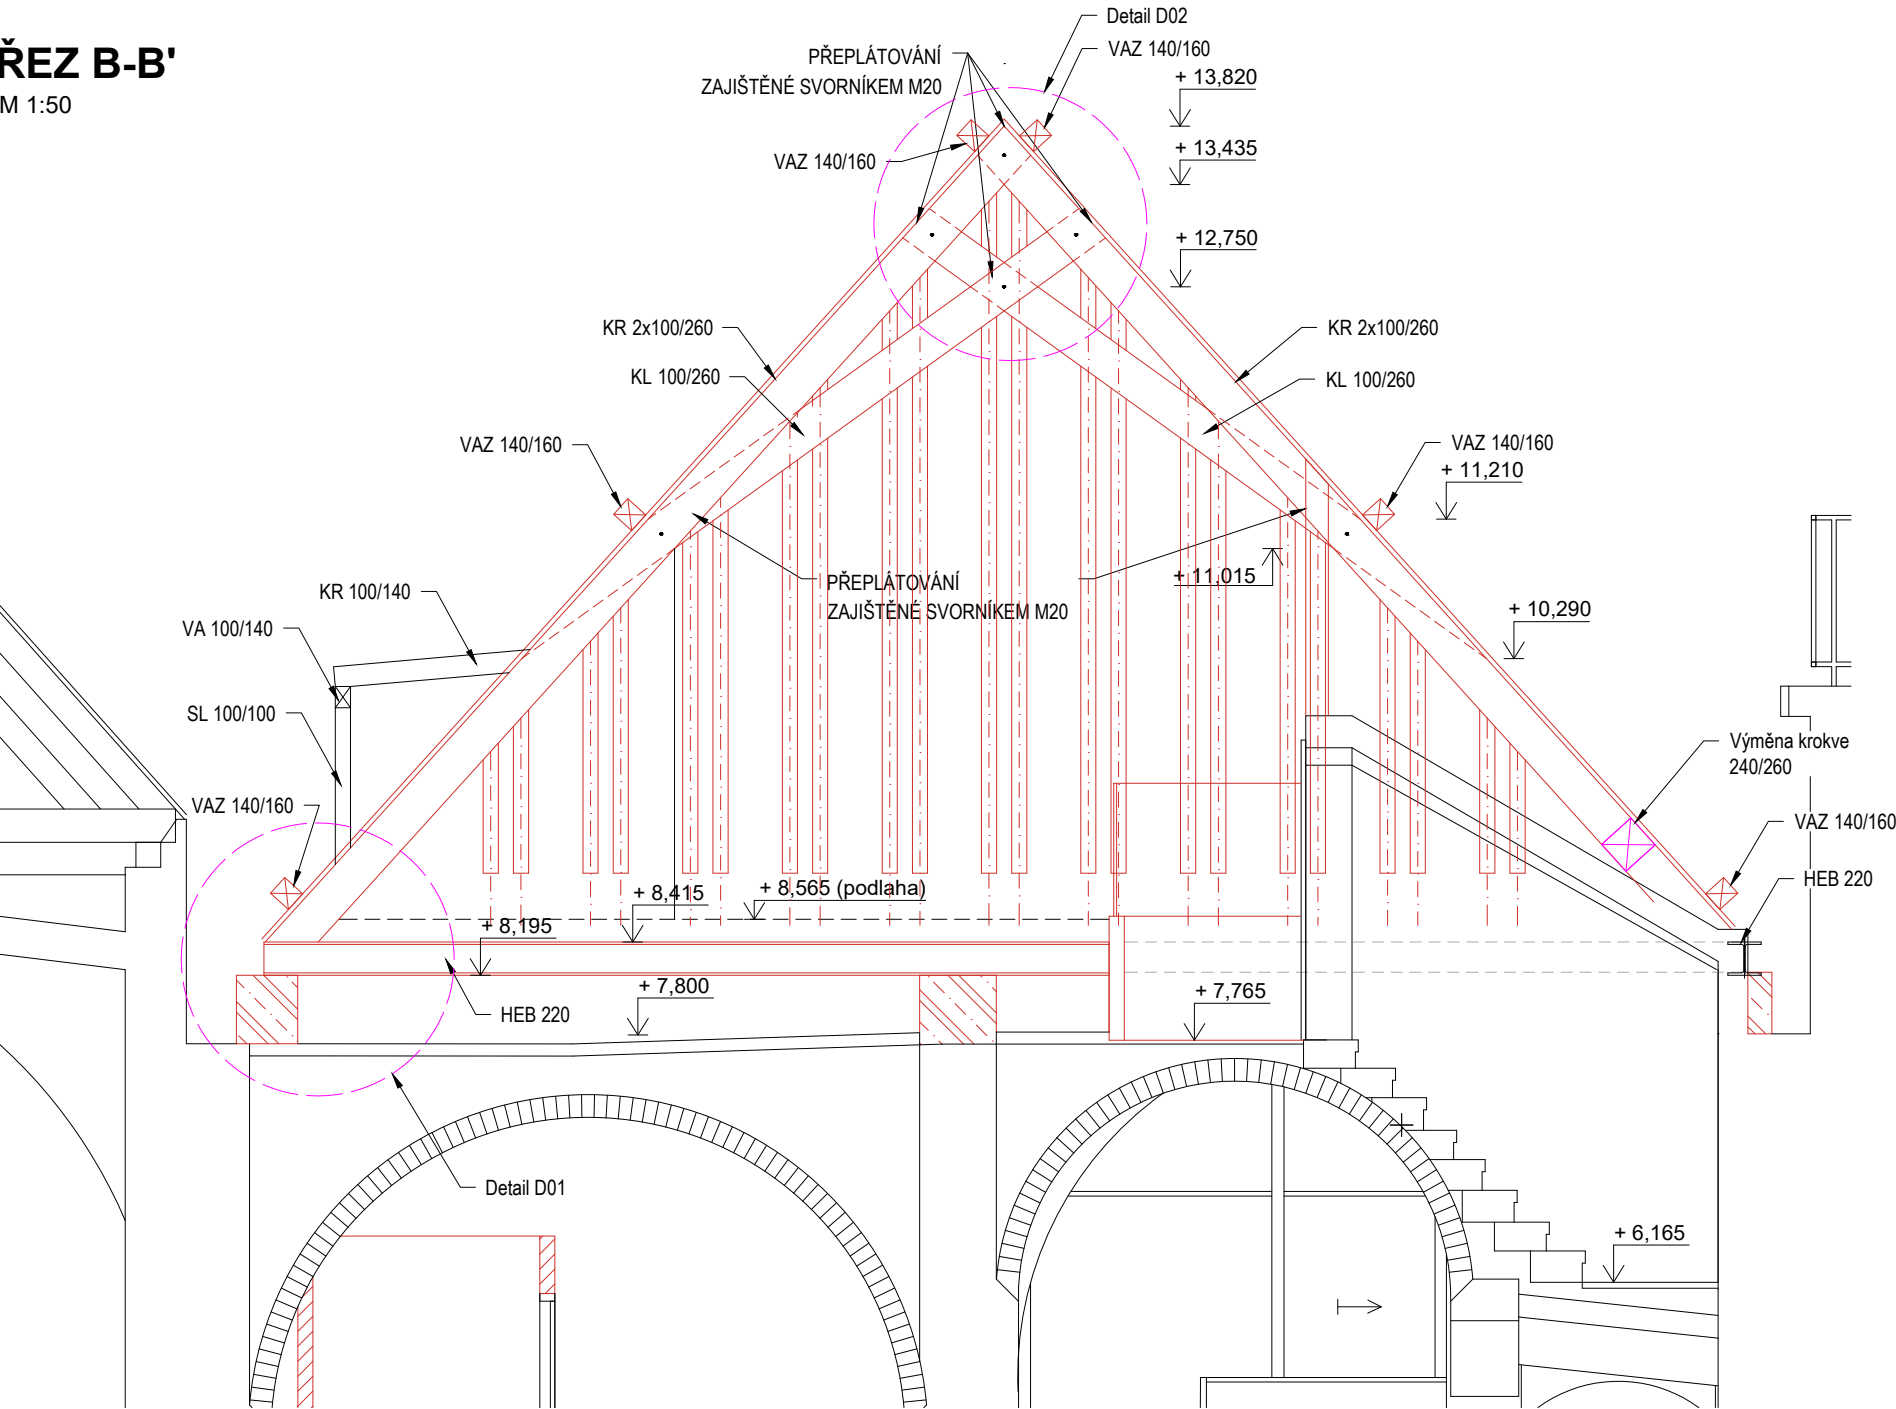 ŘEZ B-B'
M 1:50
Detail D02
PŘEPLÁTOVÁNÍ
ZAJIŠTĚNÉ SVORNÍKEM M20
VAZ 140/160
+ 13,820
+ 13,435
VAZ 140/160
+ 12,750
KR 2x100/260
KR 2x100/260
KL 100/260
KL 100/260
VAZ 140/160
VAZ 140/160
+ 11,210
PŘEPLÁTOVÁNÍ
ZAJIŠTĚNÉ SVORNÍKEM M20
+ 11,015
KR 100/140
+ 10,290
VA 100/140
SL 100/100
Výměna krokve
240/260
VAZ 140/160
VAZ 140/160
HEB 220
+ 8,415
+ 8,565 (podlaha)
+ 8,195
+ 7,800
+ 7,765
HEB 220
Detail D01
+ 6,165